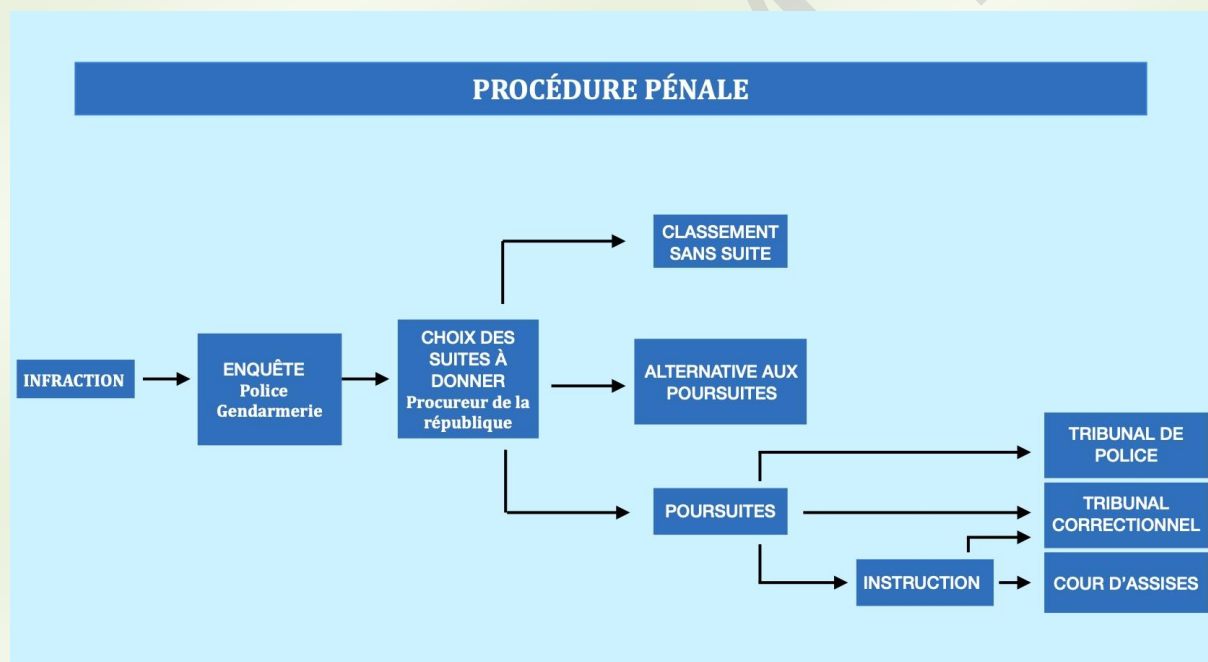 PROCÉDURE PÉNALE
CLASSEMENT
SANS SUITE
INFRACTION
ENQUÊTE
Police
Gendarmerie
CHOIX DES
SUITES À
DONNER
Procureur de la
république
ALTERNATIVE AUX
POURSUITES
POURSUITES
INSTRUCTION
TRIBUNAL DE
POLICE
TRIBUNAL
CORRECTIONNEL
COUR D'ASSISES